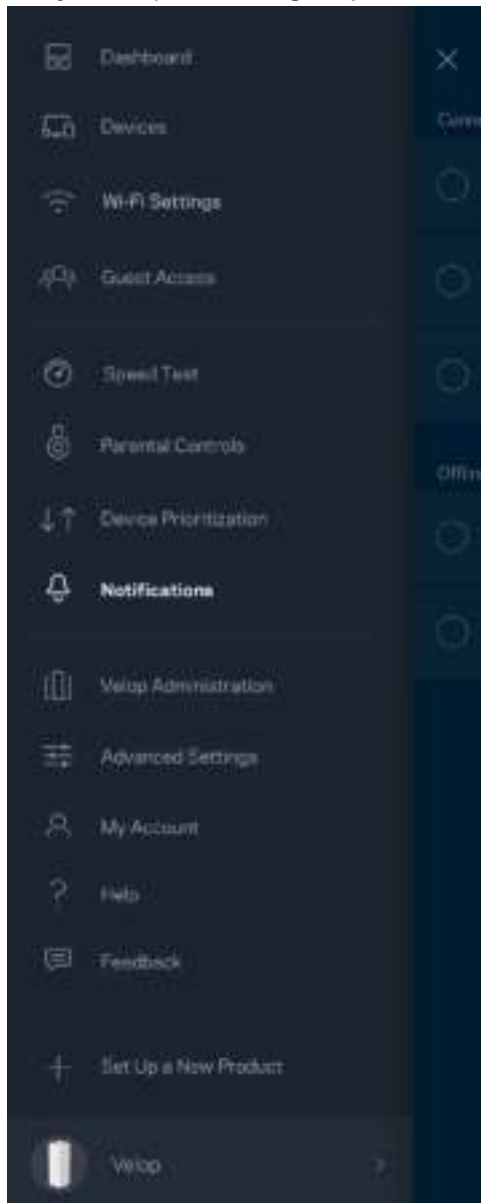 Dashboard
Devices
Wi-Fi Settings
Guest Access
Speed Test
Parental Controls
Device Prioritization
Notifications
Velop Administration
Advanced Settings
My Account
Help
Feedback
Set Up a New Product
Velop